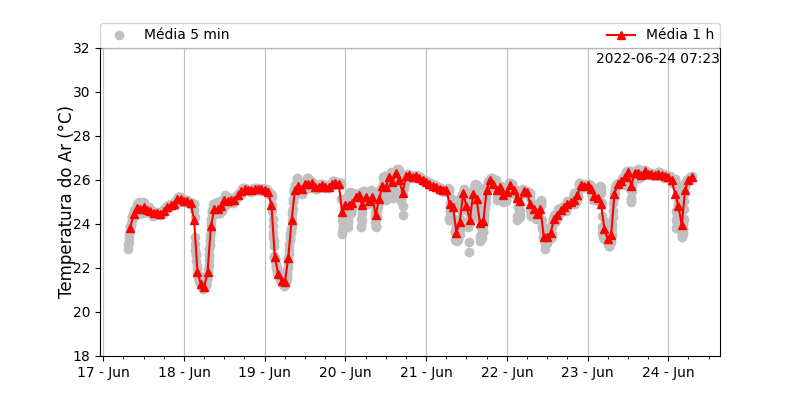 Média 5 min
Média 1 h
2022-06-24 07:23
Temperatura do Ar (°C)
32
30
28
26
24
22
20
18
17 - Jun
18 - Jun
19 - Jun
20 - Jun
21 - Jun
22 - Jun
23 - Jun
24 - Jun